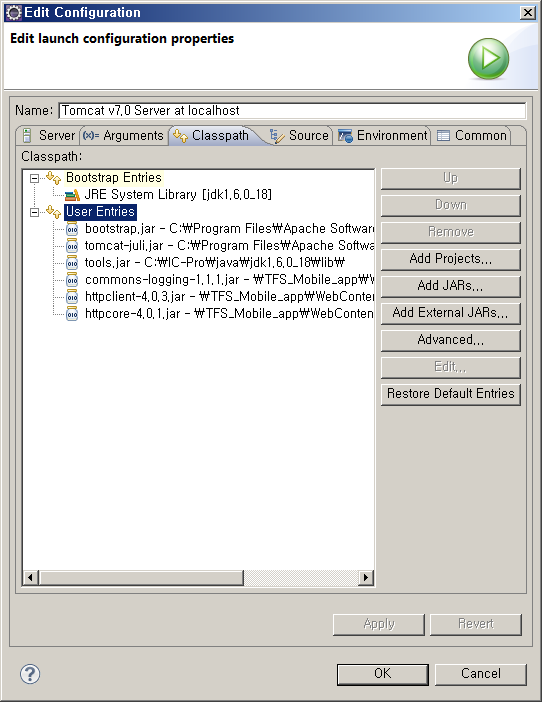 Edit Configuration
Edit launch configuration properties
Name: Tomcat v7.0 Server at localhost
Server (x)= Arguments Classpath Source Environment Common
Classpath:
Bootstrap Entries
JRE System Library [jdk1.6.0_18]
User Entries
bootstrap.jar - C:₩Program Files₩Apache Software
tomcat-juli.jar - C:₩Program Files₩Apache Softwar
tools.jar - C:₩IC-Pro₩java₩jdk1.6.0_18₩lib₩
commons-logging-1.1.1.jar - ₩TFS_Mobile_app₩W
httpclient-4.0.3.jar - ₩TFS_Mobile_app₩WebConten
httpcore-4.0.1.jar - ₩TFS_Mobile_app₩WebConten
Up
Down
Remove
Add Projects...
Add JARs...
Add External JARs...
Advanced...
Edit...
Restore Default Entries
Apply Revert
? OK Cancel